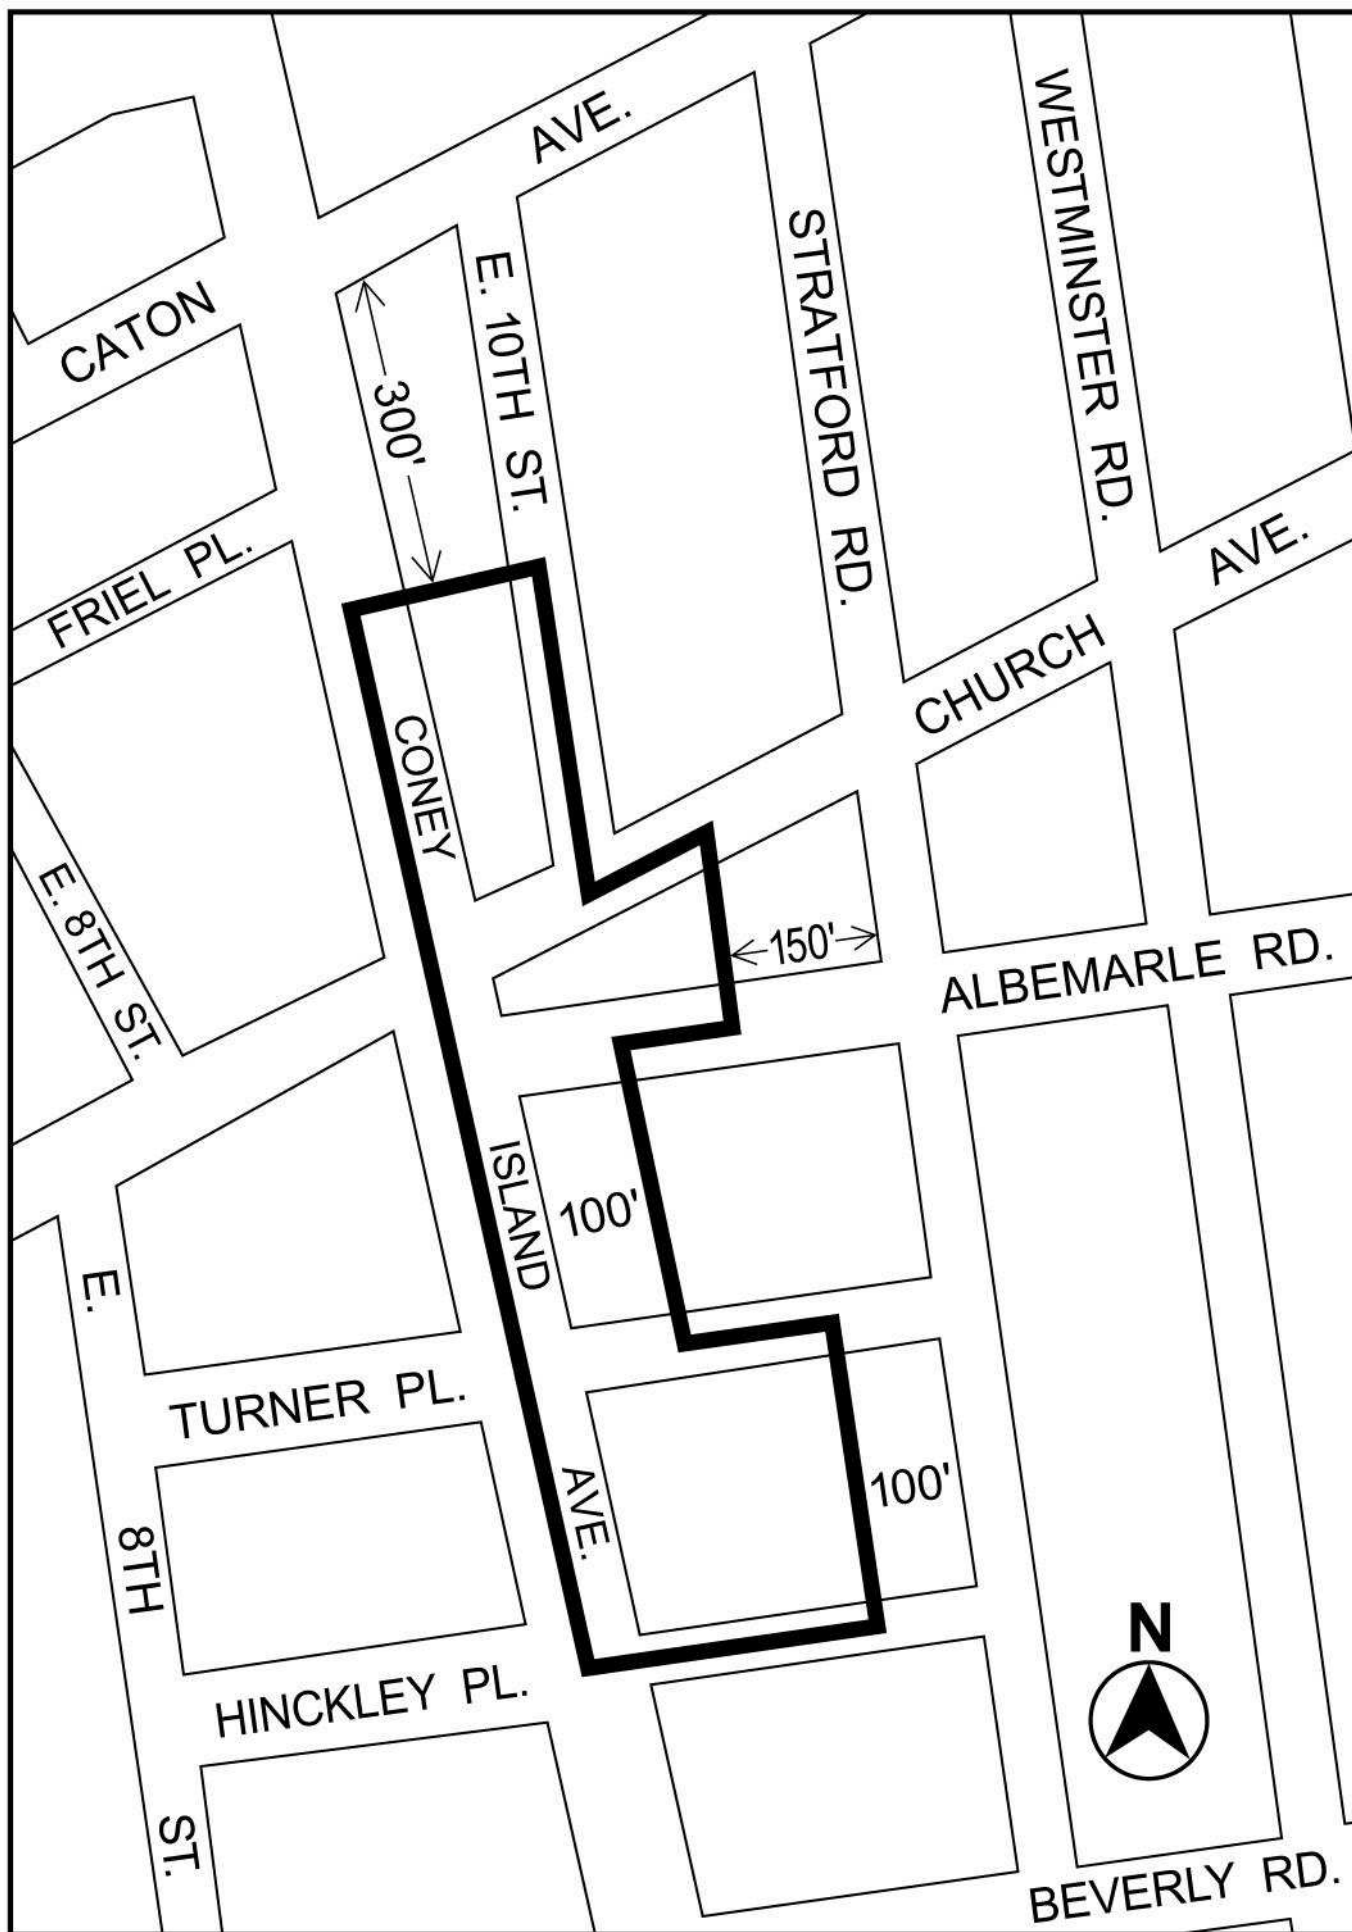 AVE.
CATON
E. 10TH ST.
STRATFORD RD.
WESTMINSTER RD.
300'
FRIEL PL.
AVE.
CHURCH
CONEY
E. 8TH ST.
150'
ALBEMARLE RD.
ISLAND
100'
E.
TURNER PL.
AVE.
100'
8TH
N
HINCKLEY PL.
ST.
BEVERLY RD.